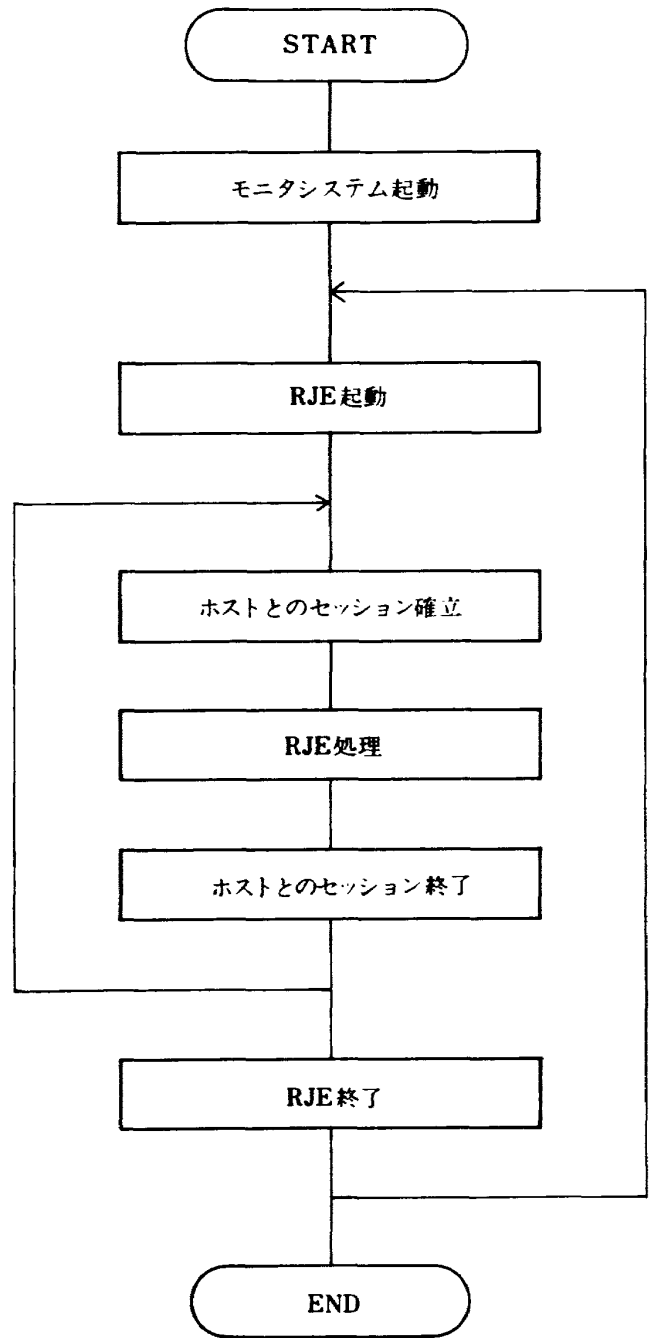 START
モニタシステム起動
RJE起動
ホストとのセッション確立
RJE処理
ホストとのセッション終了
RJE終了
END